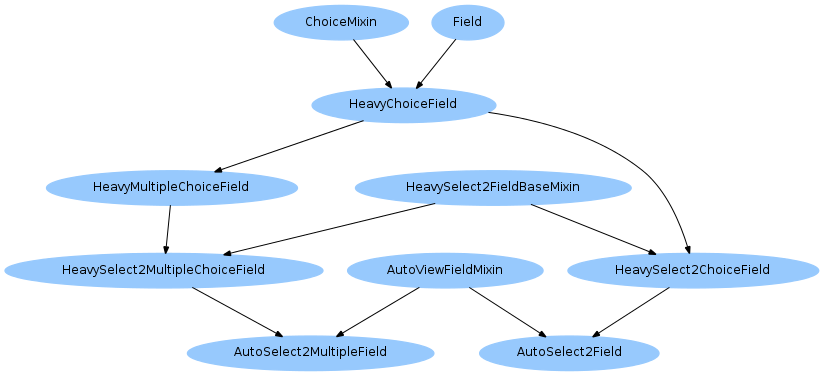 ChoiceMixin
Field
HeavyChoiceField
HeavyMultipleChoiceField
HeavySelect2FieldBaseMixin
HeavySelect2MultipleChoiceField
AutoViewFieldMixin
HeavySelect2ChoiceField
AutoSelect2MultipleField
AutoSelect2Field